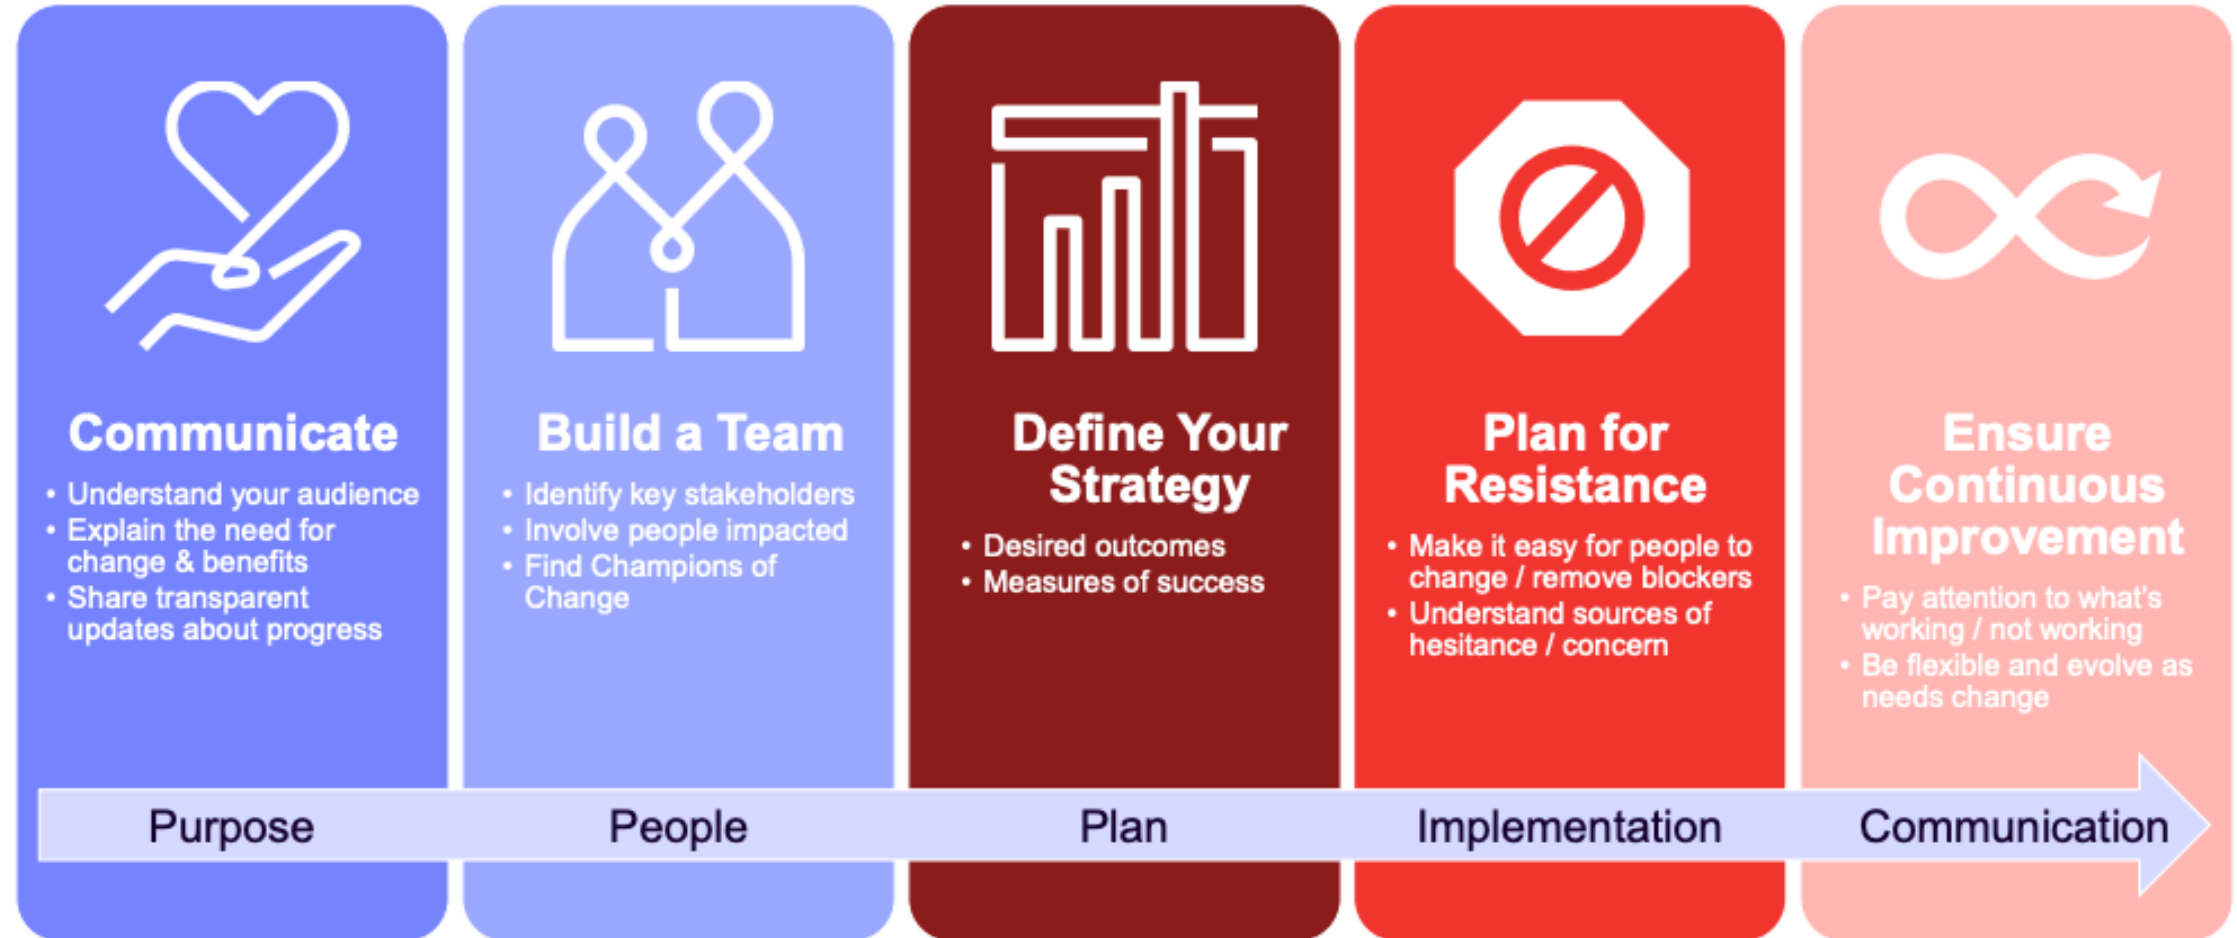 Communicate
• Understand your audience
• Explain the need for
change & benefits
• Share transparent
updates about progress
Build a Team
• Identify key stakeholders
• Involve people impacted
• Find Champions of
Change
Define Your
Strategy
• Desired outcomes
• Measures of success
Plan for
Resistance
• Make it easy for people to
change / remove blockers
• Understand sources of
hesitance / concern
Ensure
Continuous
Improvement
• Pay attention to what's
working / not working
• Be flexible and evolve as
needs change
Purpose
People
Plan
Implementation
Communication